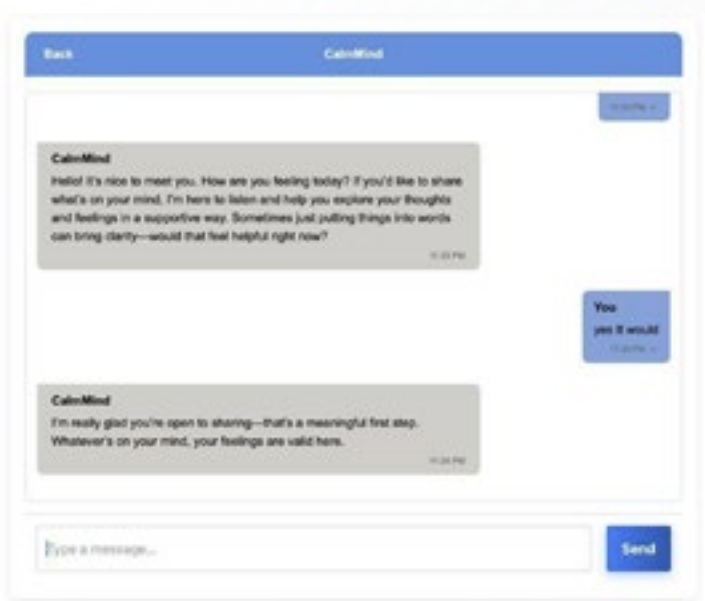 Back
CalmMind
CalmMind
Hello! It's nice to meet you. How are you feeling today? If you'd like to share
what's on your mind, I'm here to listen and help you explore your thoughts
and feelings in a supportive way. Sometimes just putting things into words
can bring clarity—would that feel helpful right now?
You
yes it would
CalmMind
I'm really glad you're open to sharing—that's a meaningful first step.
Whatever's on your mind, your feelings are valid here.
Type a message...
Send